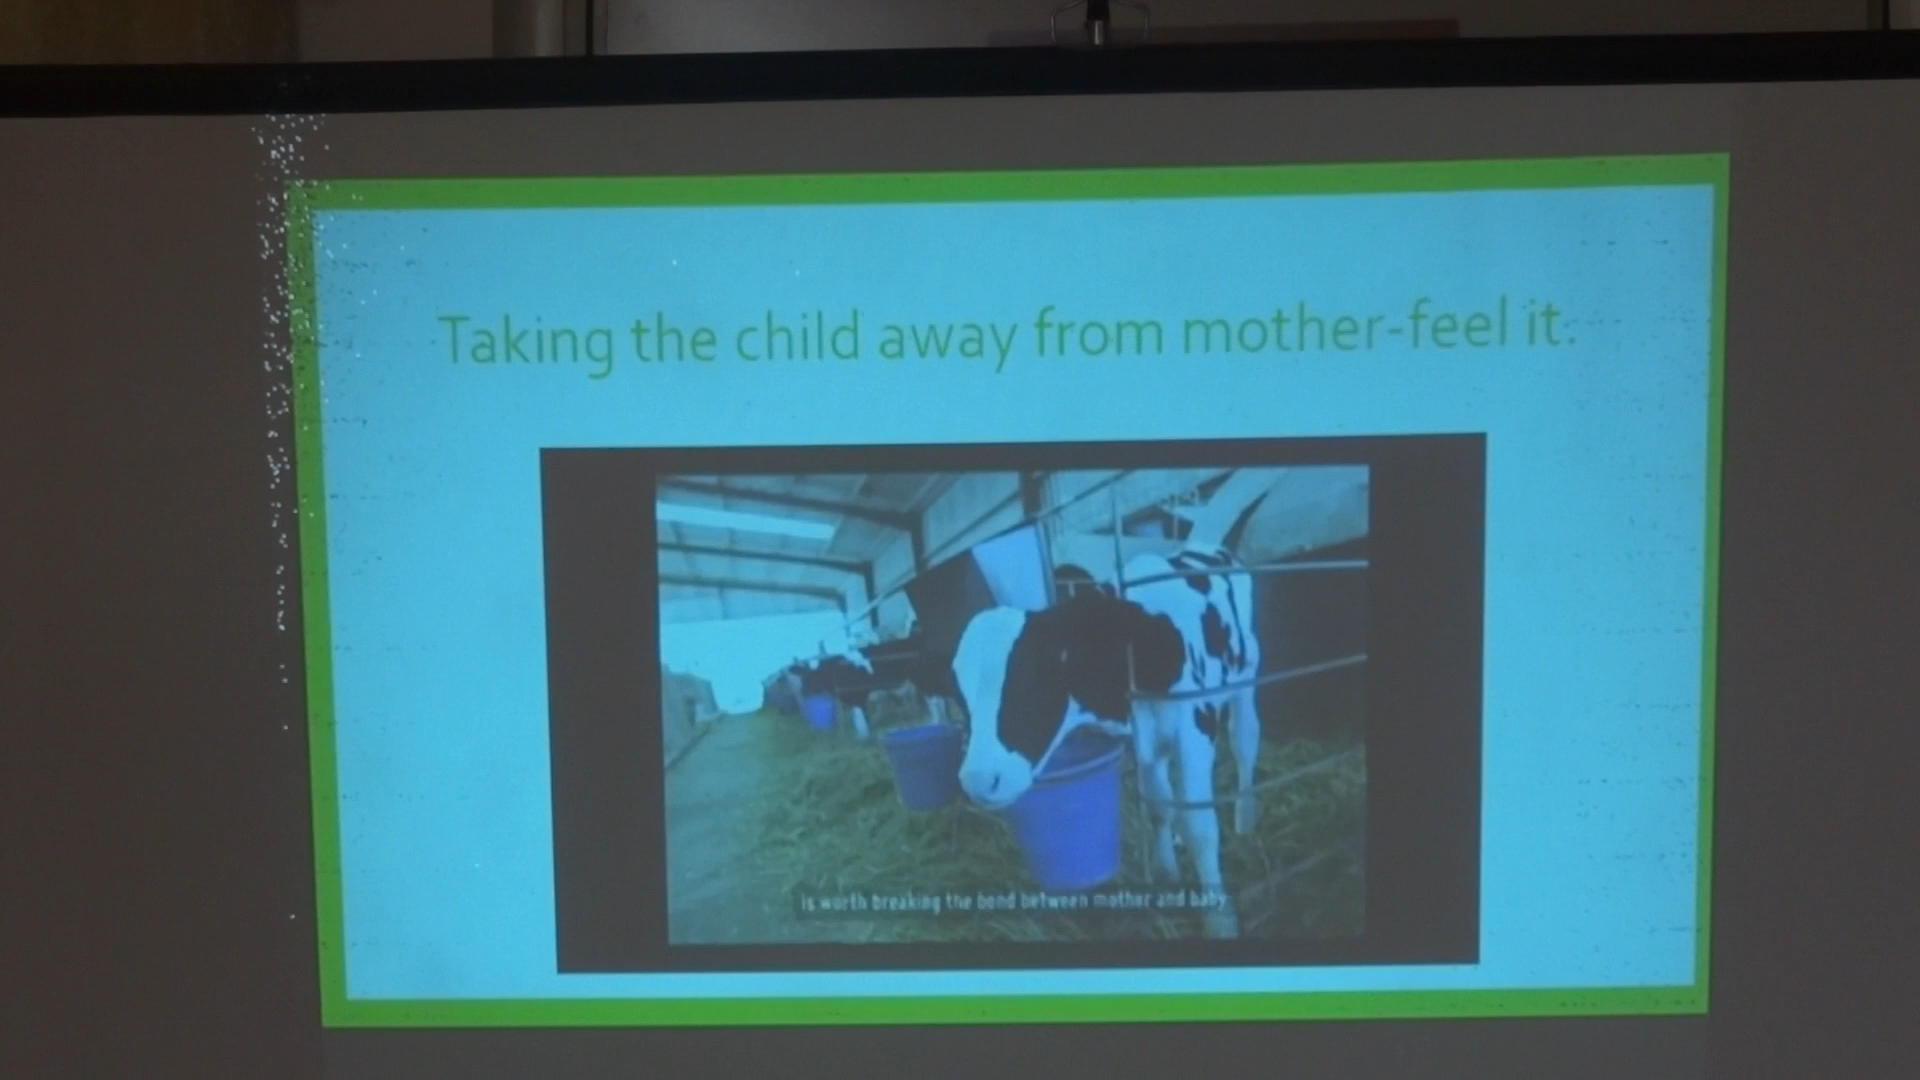 Taking the child away from mother-feel it.
is worth breaking the bond between mother and baby